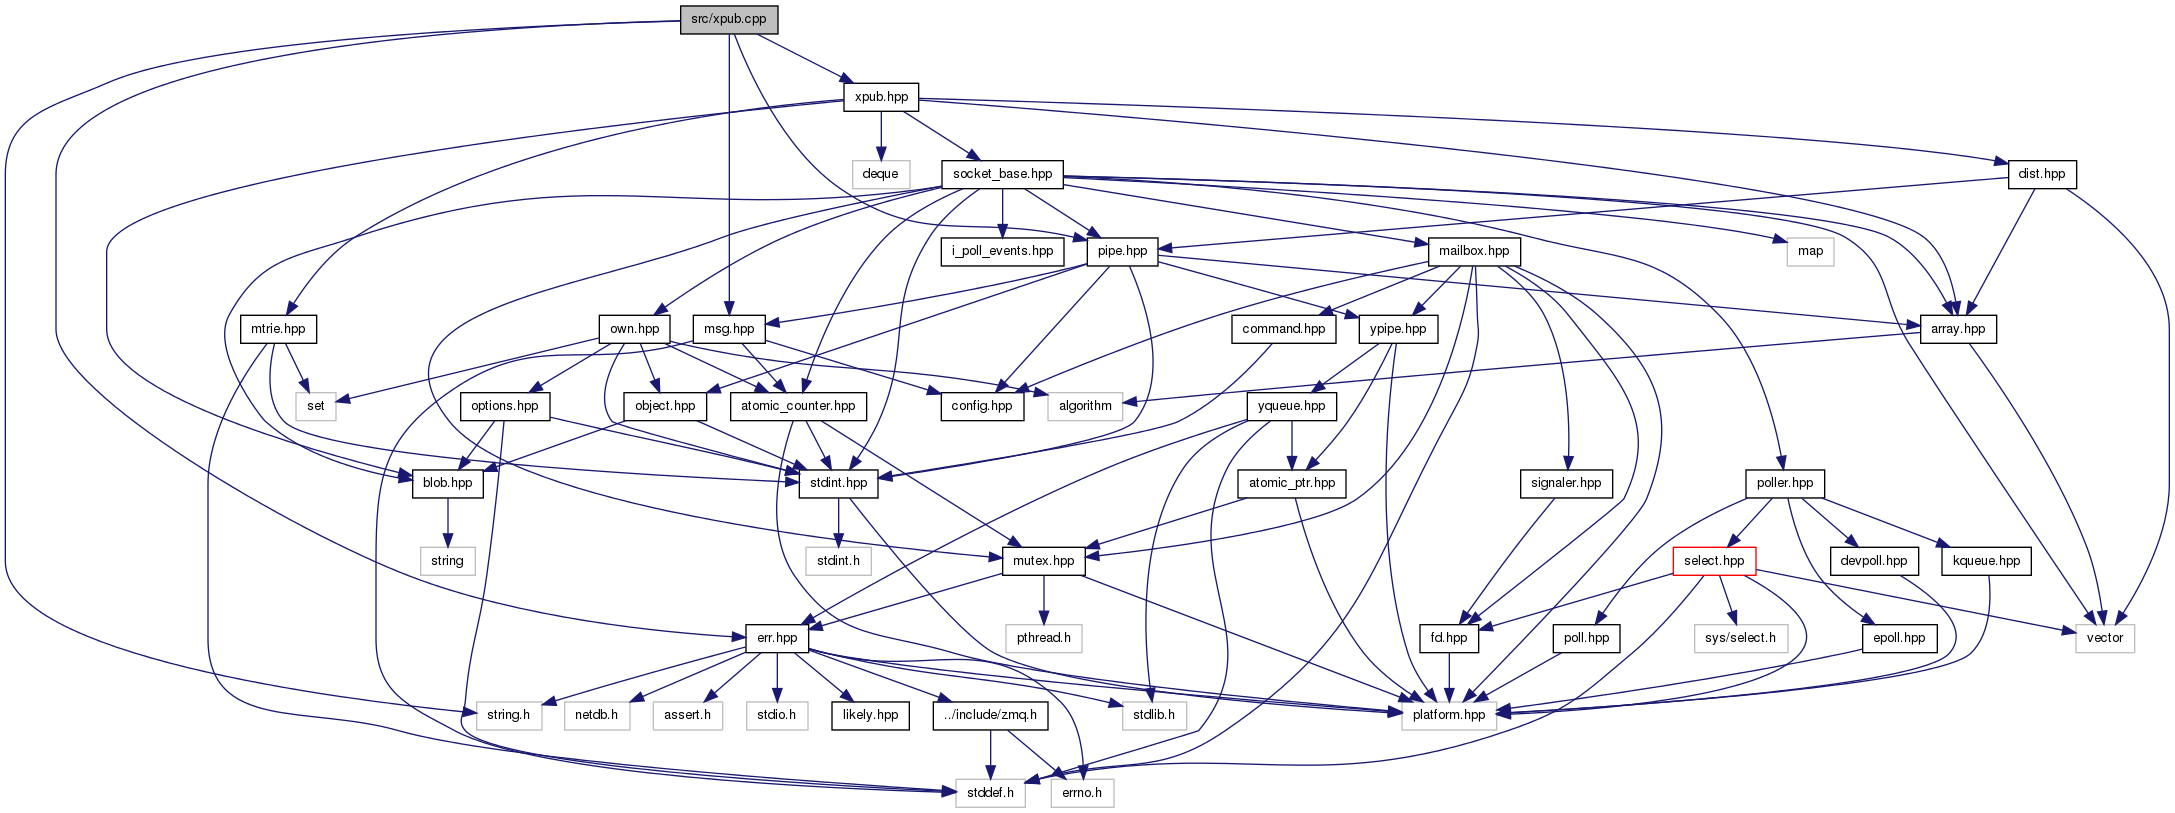 src/xpub.cpp
xpub.hpp
deque
socket_base.hpp
dist.hpp
i_poll_events.hpp
pipe.hpp
mailbox.hpp
map
mtrie.hpp
own.hpp
msg.hpp
command.hpp
ypipe.hpp
array.hpp
set
options.hpp
object.hpp
atomic_counter.hpp
config.hpp
algorithm
yqueue.hpp
blob.hpp
stdint.hpp
atomic_ptr.hpp
signaler.hpp
poller.hpp
string
stdint.h
mutex.hpp
select.hpp
devpoll.hpp
kqueue.hpp
err.hpp
pthread.h
fd.hpp
poll.hpp
sys/select.h
epoll.hpp
vector
string.h
netdb.h
assert.h
stdio.h
likely.hpp
../include/zmq.h
stdlib.h
platform.hpp
stddef.h
errno.h